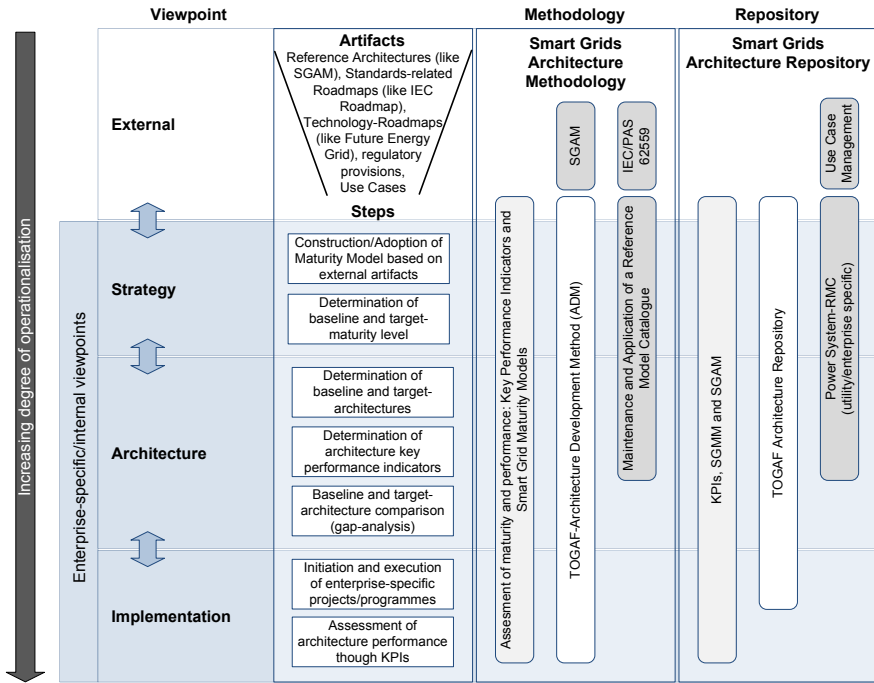 Viewpoint
Methodology
Repository
Increasing degree of operationalisation
Enterprise-specific/internal viewpoints
External
Strategy
Architecture
Implementation
Artifacts
Reference Architectures (like
SGAM), Standards-related
Roadmaps (like IEC
Roadmap),
Technology-Roadmaps
(like Future Energy
Grid), regulatory
provisions,
Use Cases
Steps
Construction/Adoption of
Maturity Model based on
external artifacts
Determination of
baseline and target-
maturity level
Determination of
baseline and target-
architectures
Determination of
architecture key
performance indicators
Baseline and target-
architecture comparison
(gap-analysis)
Initiation and execution
of enterprise-specific
projects/programmes
Assessment of
architecture performance
though KPIs
Smart Grids
Architecture
Methodology
SGAM
IEC/PAS
62559
Assesment of maturity and performance: Key Performance Indicators and
Smart Grid Maturity Models
TOGAF-Architecture Development Method (ADM)
Maintenance and Application of a Reference
Model Catalogue
Smart Grids
Architecture Repository
Use Case
Management
KPIs, SGMM and SGAM
TOGAF Architecture Repository
Power System-RMC
(utility/enterprise specific)